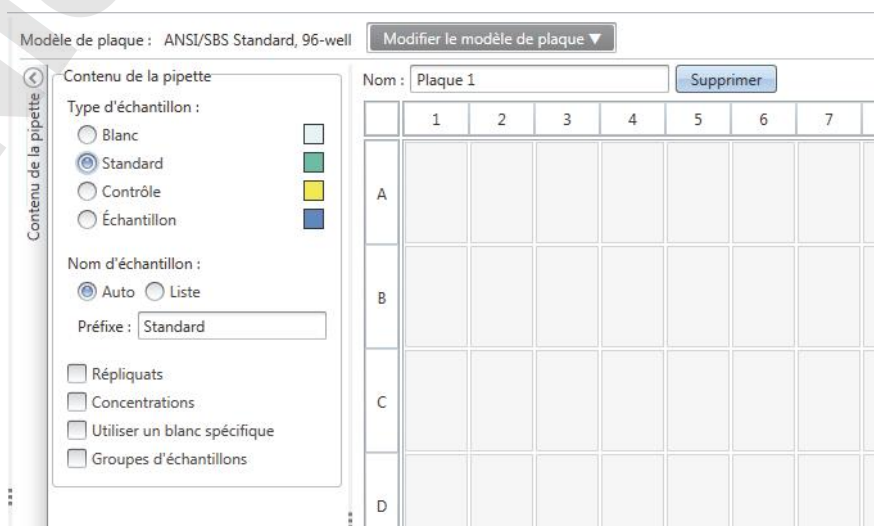 Modèle de plaque : ANSI/SBS Standard, 96-well Modifier le modèle de plaque ▼
Contenu de la pipette
Contenu de la pipette
Type d'échantillon :
Blanc
Standard
Contrôle
Échantillon
Nom d'échantillon :
Auto Liste
Préfixe : Standard
Répliquats
Concentrations
Utiliser un blanc spécifique
Groupes d'échantillons
Nom : Plaque 1 Supprimer
1 2 3 4 5 6 7
A
B
C
D